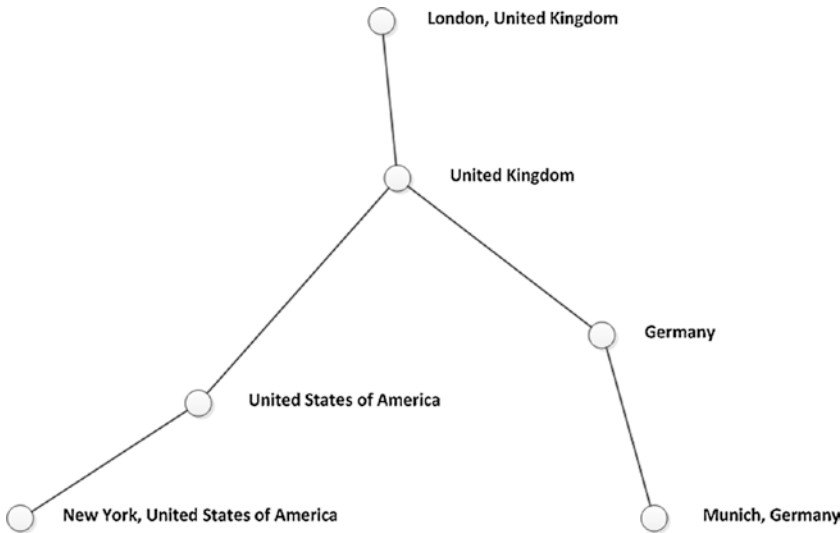 London, United Kingdom
United Kingdom
Germany
United States of America
New York, United States of America
Munich, Germany